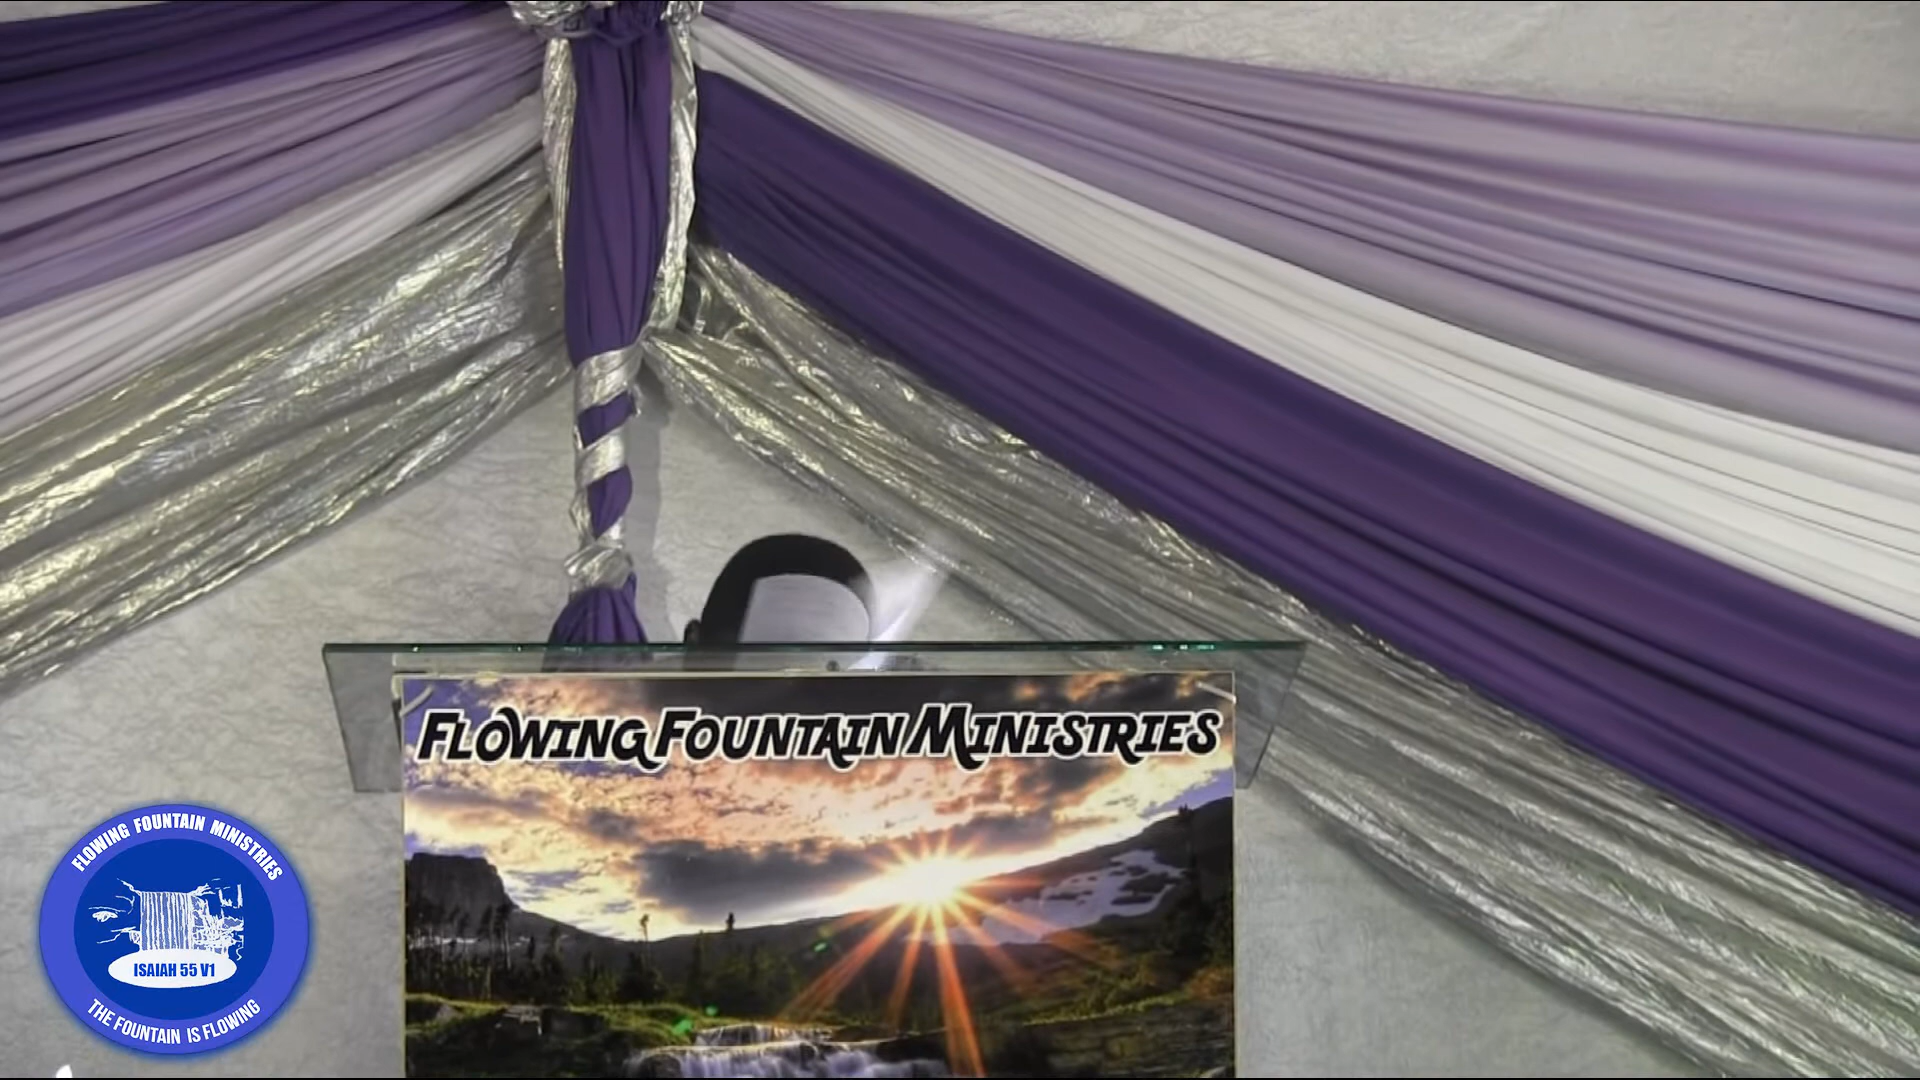 FLOWING FOUNTAIN MINISTRIES
FLOWING FOUNTAIN MINISTRIES
ISAIAH 55 V1
THE FOUNTAIN IS FLOWING